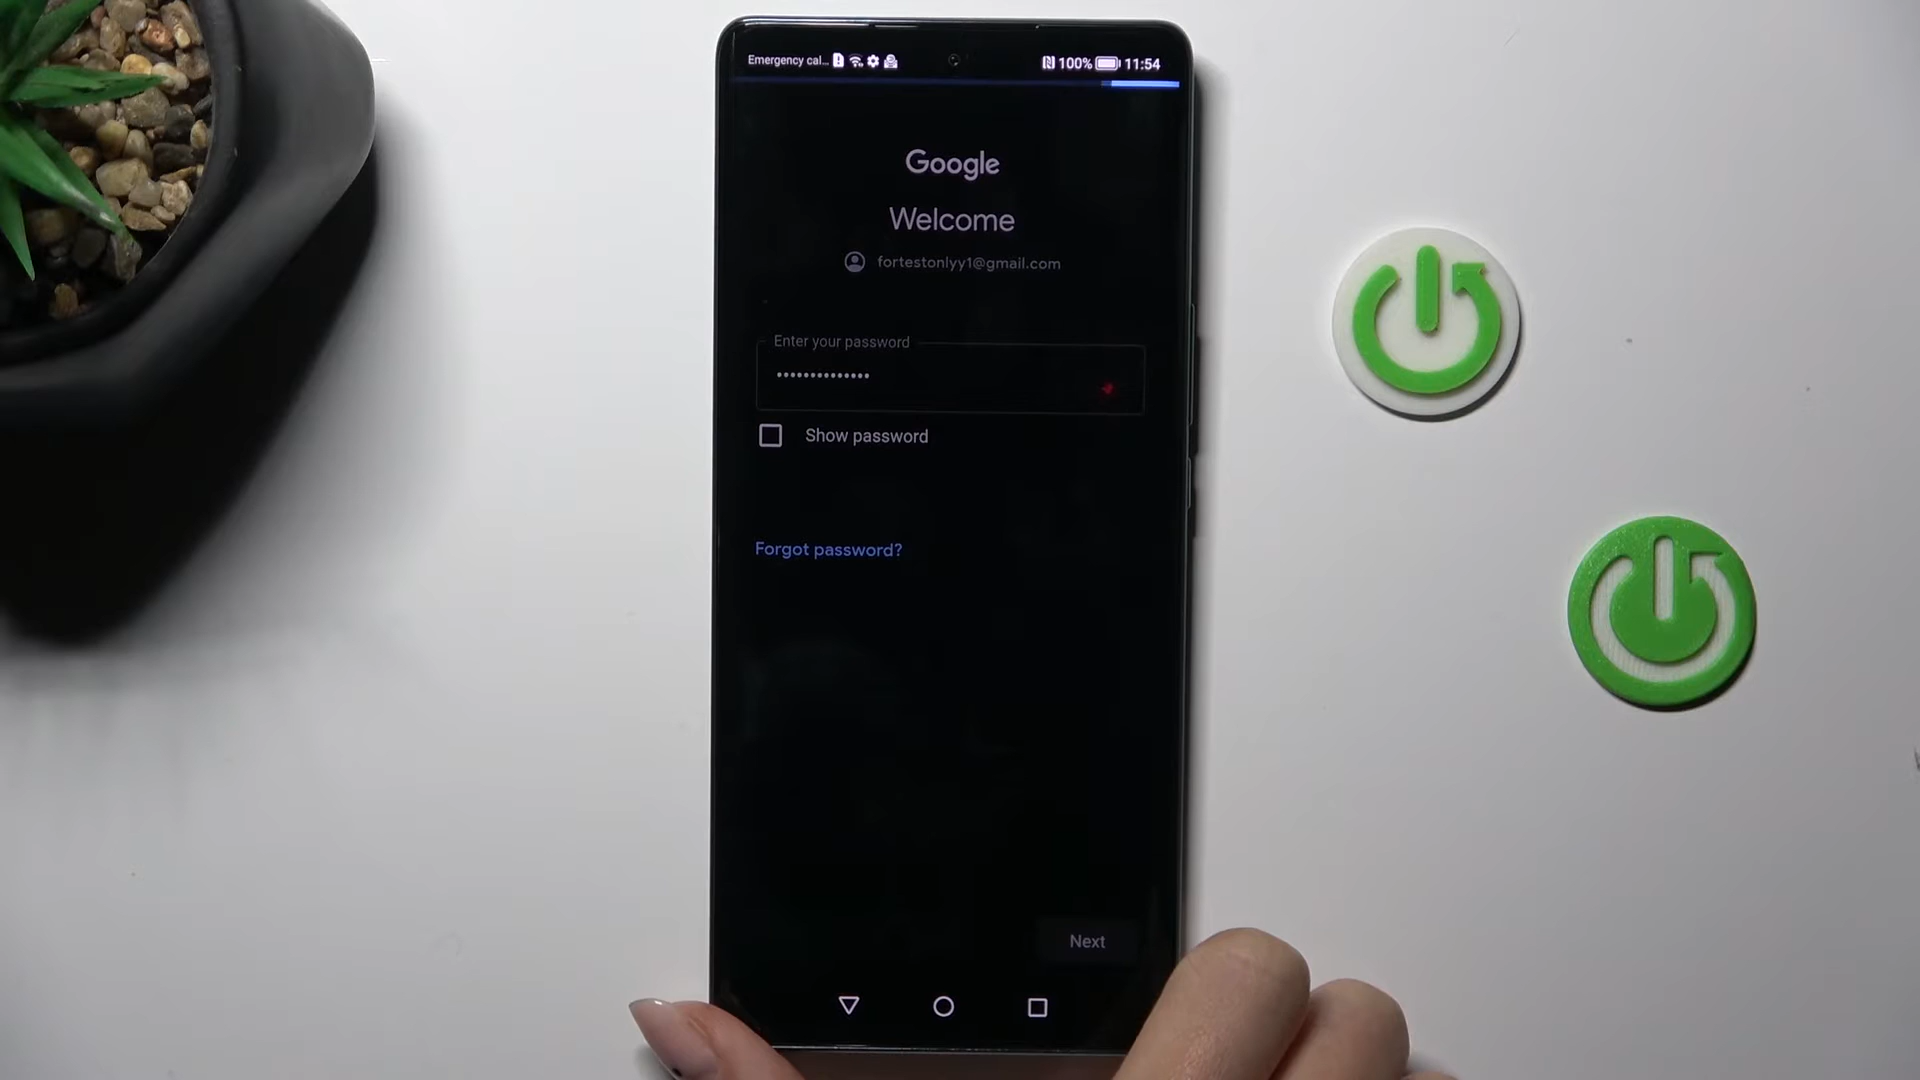 Emergency cal... 100% 11:54
Google
Welcome
fortestonlyy1@gmail.com
Enter your password
••••••••••••••
Show password
Forgot password?
Next